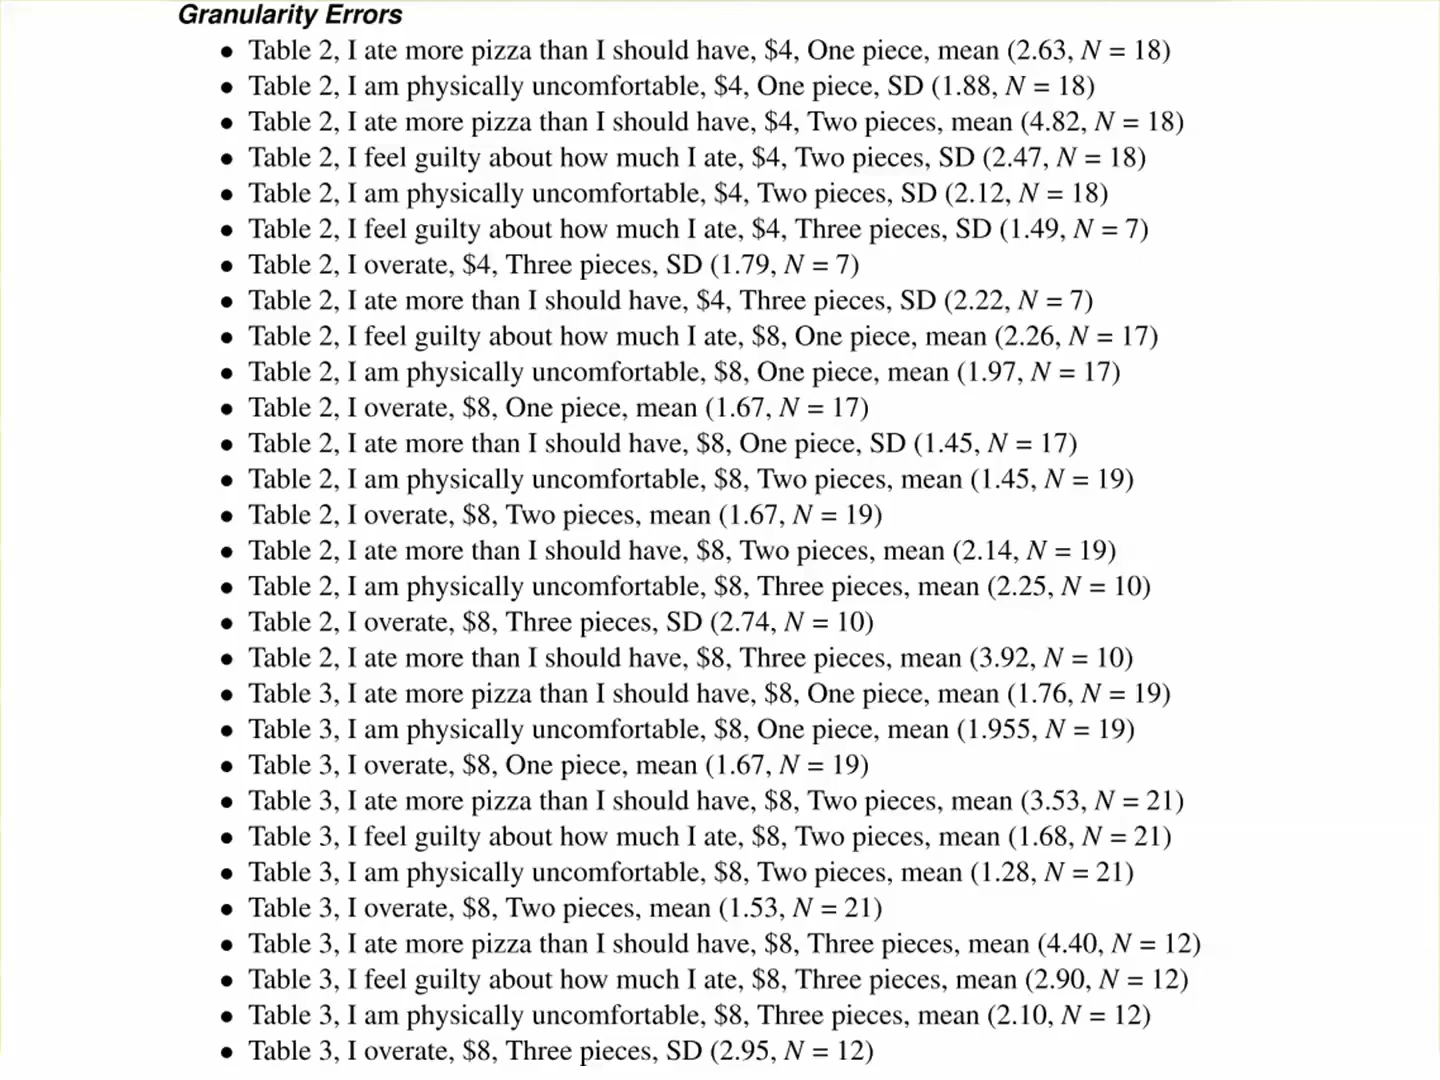 Granularity Errors
• Table 2, I ate more pizza than I should have, $4, One piece, mean (2.63, N = 18)
• Table 2, I am physically uncomfortable, $4, One piece, SD (1.88, N = 18)
• Table 2, I ate more pizza than I should have, $4, Two pieces, mean (4.82, N = 18)
• Table 2, I feel guilty about how much I ate, $4, Two pieces, SD (2.47, N = 18)
• Table 2, I am physically uncomfortable, $4, Two pieces, SD (2.12, N = 18)
• Table 2, I feel guilty about how much I ate, $4, Three pieces, SD (1.49, N = 7)
• Table 2, I overate, $4, Three pieces, SD (1.79, N = 7)
• Table 2, I ate more than I should have, $4, Three pieces, SD (2.22, N = 7)
• Table 2, I feel guilty about how much I ate, $8, One piece, mean (2.26, N = 17)
• Table 2, I am physically uncomfortable, $8, One piece, mean (1.97, N = 17)
• Table 2, I overate, $8, One piece, mean (1.67, N = 17)
• Table 2, I ate more than I should have, $8, One piece, SD (1.45, N = 17)
• Table 2, I am physically uncomfortable, $8, Two pieces, mean (1.45, N = 19)
• Table 2, I overate, $8, Two pieces, mean (1.67, N = 19)
• Table 2, I ate more than I should have, $8, Two pieces, mean (2.14, N = 19)
• Table 2, I am physically uncomfortable, $8, Three pieces, mean (2.25, N = 10)
• Table 2, I overate, $8, Three pieces, SD (2.74, N = 10)
• Table 2, I ate more than I should have, $8, Three pieces, mean (3.92, N = 10)
• Table 3, I ate more pizza than I should have, $8, One piece, mean (1.76, N = 19)
• Table 3, I am physically uncomfortable, $8, One piece, mean (1.955, N = 19)
• Table 3, I overate, $8, One piece, mean (1.67, N = 19)
• Table 3, I ate more pizza than I should have, $8, Two pieces, mean (3.53, N = 21)
• Table 3, I feel guilty about how much I ate, $8, Two pieces, mean (1.68, N = 21)
• Table 3, I am physically uncomfortable, $8, Two pieces, mean (1.28, N = 21)
• Table 3, I overate, $8, Two pieces, mean (1.53, N = 21)
• Table 3, I ate more pizza than I should have, $8, Three pieces, mean (4.40, N = 12)
• Table 3, I feel guilty about how much I ate, $8, Three pieces, mean (2.90, N = 12)
• Table 3, I am physically uncomfortable, $8, Three pieces, mean (2.10, N = 12)
• Table 3, I overate, $8, Three pieces, SD (2.95, N = 12)